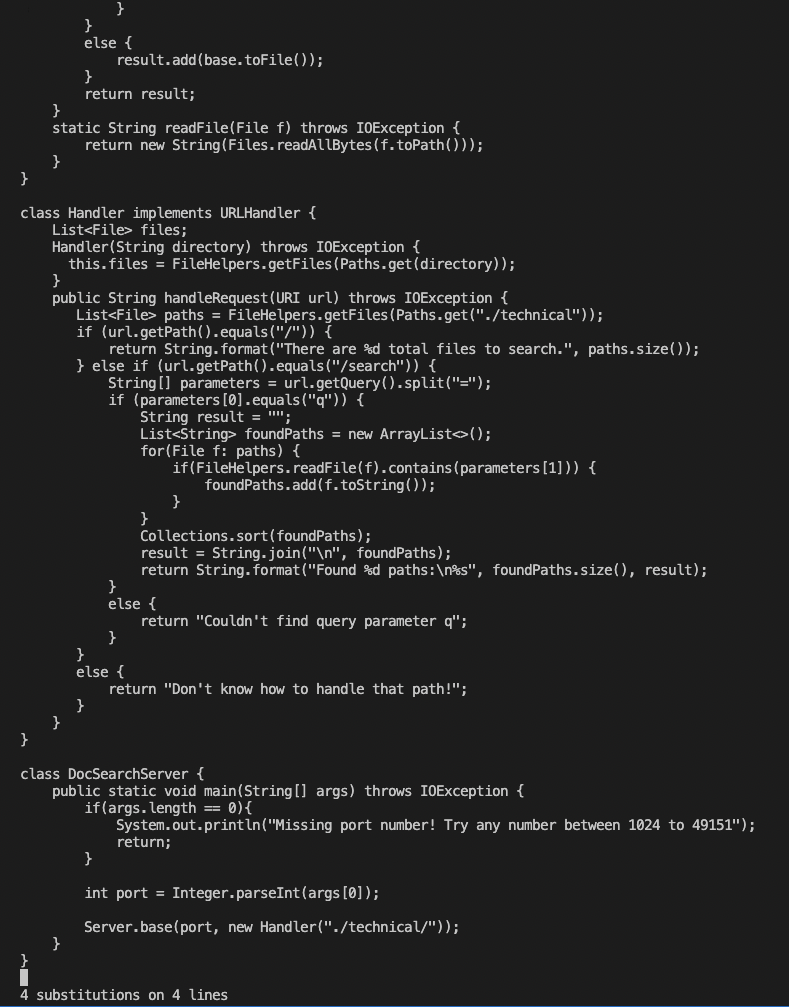 }
        }
        else {
            result.add(base.toFile());
        }
        return result;
    }
    static String readFile(File f) throws IOException {
        return new String(Files.readAllBytes(f.toPath()));
    }
}

class Handler implements URLHandler {
    List<File> files;
    Handler(String directory) throws IOException {
      this.files = FileHelpers.getFiles(Paths.get(directory));
    }
    public String handleRequest(URI url) throws IOException {
       List<File> paths = FileHelpers.getFiles(Paths.get("./technical"));
       if (url.getPath().equals("/")) {
           return String.format("There are %d total files to search.", paths.size());
       } else if (url.getPath().equals("/search")) {
           String[] parameters = url.getQuery().split("=");
           if (parameters[0].equals("q")) {
               String result = "";
               List<String> foundPaths = new ArrayList<>();
               for(File f: paths) {
                   if(FileHelpers.readFile(f).contains(parameters[1])) {
                       foundPaths.add(f.toString());
                   }
               }
               Collections.sort(foundPaths);
               result = String.join("\n", foundPaths);
               return String.format("Found %d paths:\n%s", foundPaths.size(), result);
           }
           else {
               return "Couldn't find query parameter q";
           }
       }
       else {
           return "Don't know how to handle that path!";
       }
    }
}

class DocSearchServer {
    public static void main(String[] args) throws IOException {
        if(args.length == 0){
            System.out.println("Missing port number! Try any number between 1024 to 49151");
            return;
        }

        int port = Integer.parseInt(args[0]);

        Server.base(port, new Handler("./technical/"));
    }
}
4 substitutions on 4 lines